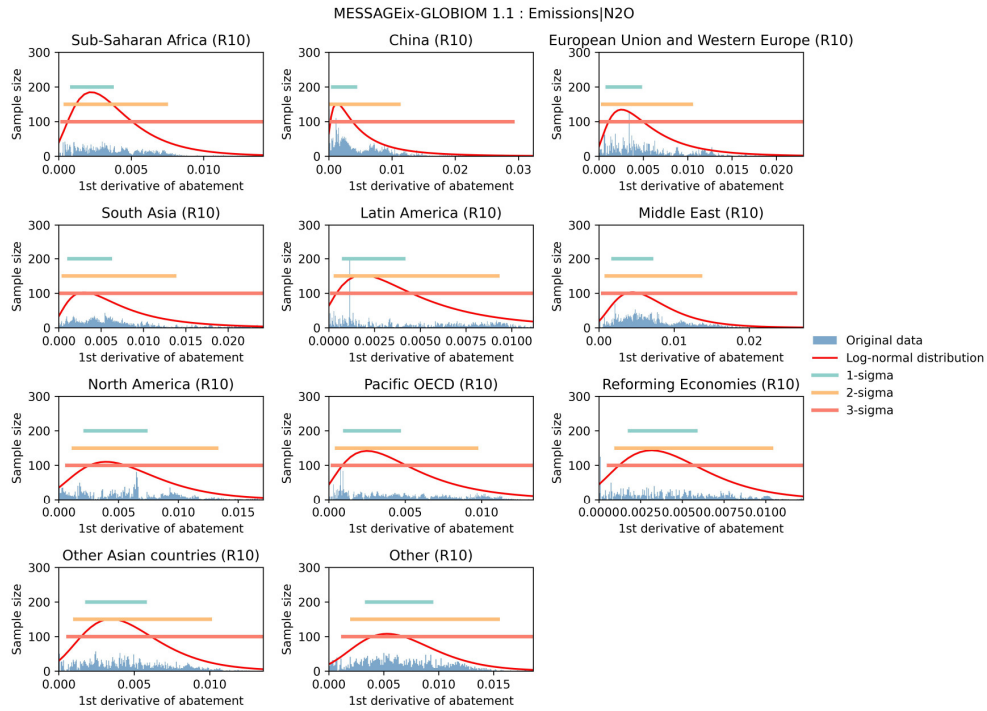 MESSAGEix-GLOBIOM 1.1 : Emissions|N2O
Sub-Saharan Africa (R10)
China (R10)
European Union and Western Europe (R10)
300
200
100
0
Sample size
0.000 0.005 0.010
1st derivative of abatement
300
200
100
0
Sample size
0.00 0.01 0.02 0.03
1st derivative of abatement
300
200
100
0
Sample size
0.000 0.005 0.010 0.015 0.020
1st derivative of abatement
South Asia (R10)
Latin America (R10)
Middle East (R10)
300
200
100
0
Sample size
0.000 0.005 0.010 0.015 0.020
1st derivative of abatement
300
200
100
0
Sample size
0.0000 0.0025 0.0050 0.0075 0.0100
1st derivative of abatement
300
200
100
0
Sample size
0.00 0.01 0.02
1st derivative of abatement
Original data
Log-normal distribution
1-sigma
2-sigma
3-sigma
North America (R10)
Pacific OECD (R10)
Reforming Economies (R10)
300
200
100
0
Sample size
0.000 0.005 0.010 0.015
1st derivative of abatement
300
200
100
0
Sample size
0.000 0.005 0.010
1st derivative of abatement
300
200
100
0
Sample size
0.0000 0.0025 0.0050 0.0075 0.0100
1st derivative of abatement
Other Asian countries (R10)
Other (R10)
300
200
100
0
Sample size
0.000 0.005 0.010
1st derivative of abatement
300
200
100
0
Sample size
0.000 0.005 0.010 0.015
1st derivative of abatement